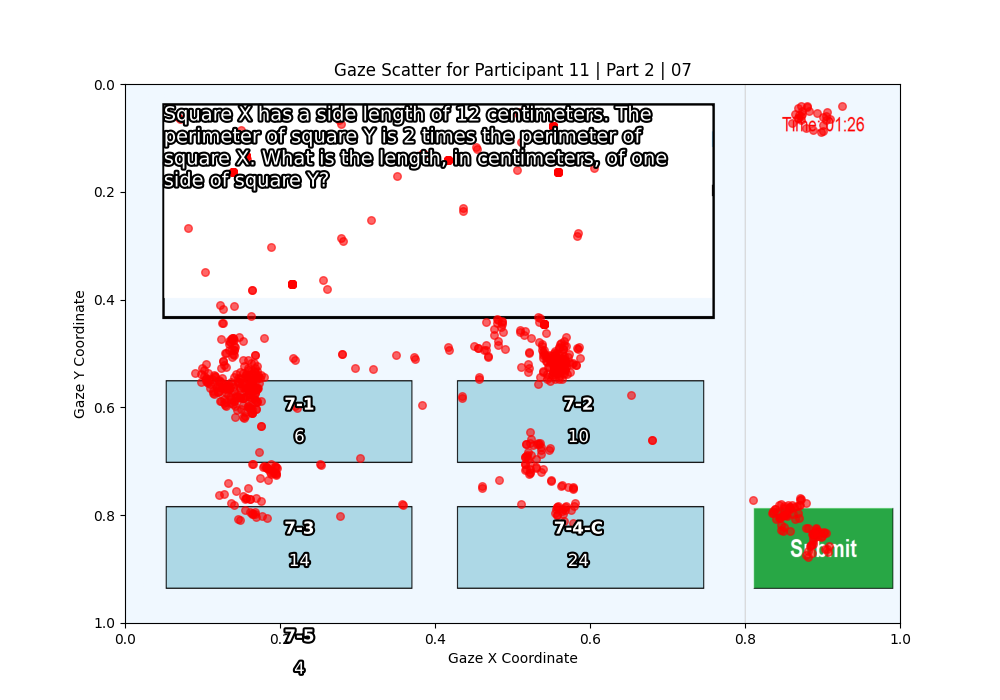 Gaze Scatter for Participant 11 | Part 2 | 07
Square X has a side length of 12 centimeters. The
perimeter of square Y is 2 times the perimeter of
square X. What is the length, in centimeters, of one
side of square Y?
Time: 01:26
7-1
6
7-2
10
7-3
14
7-4-C
24
Submit
7-5
4
0.0
0.2
0.4
0.6
0.8
1.0
Gaze Y Coordinate
0.0
0.2
0.4
0.6
0.8
1.0
Gaze X Coordinate